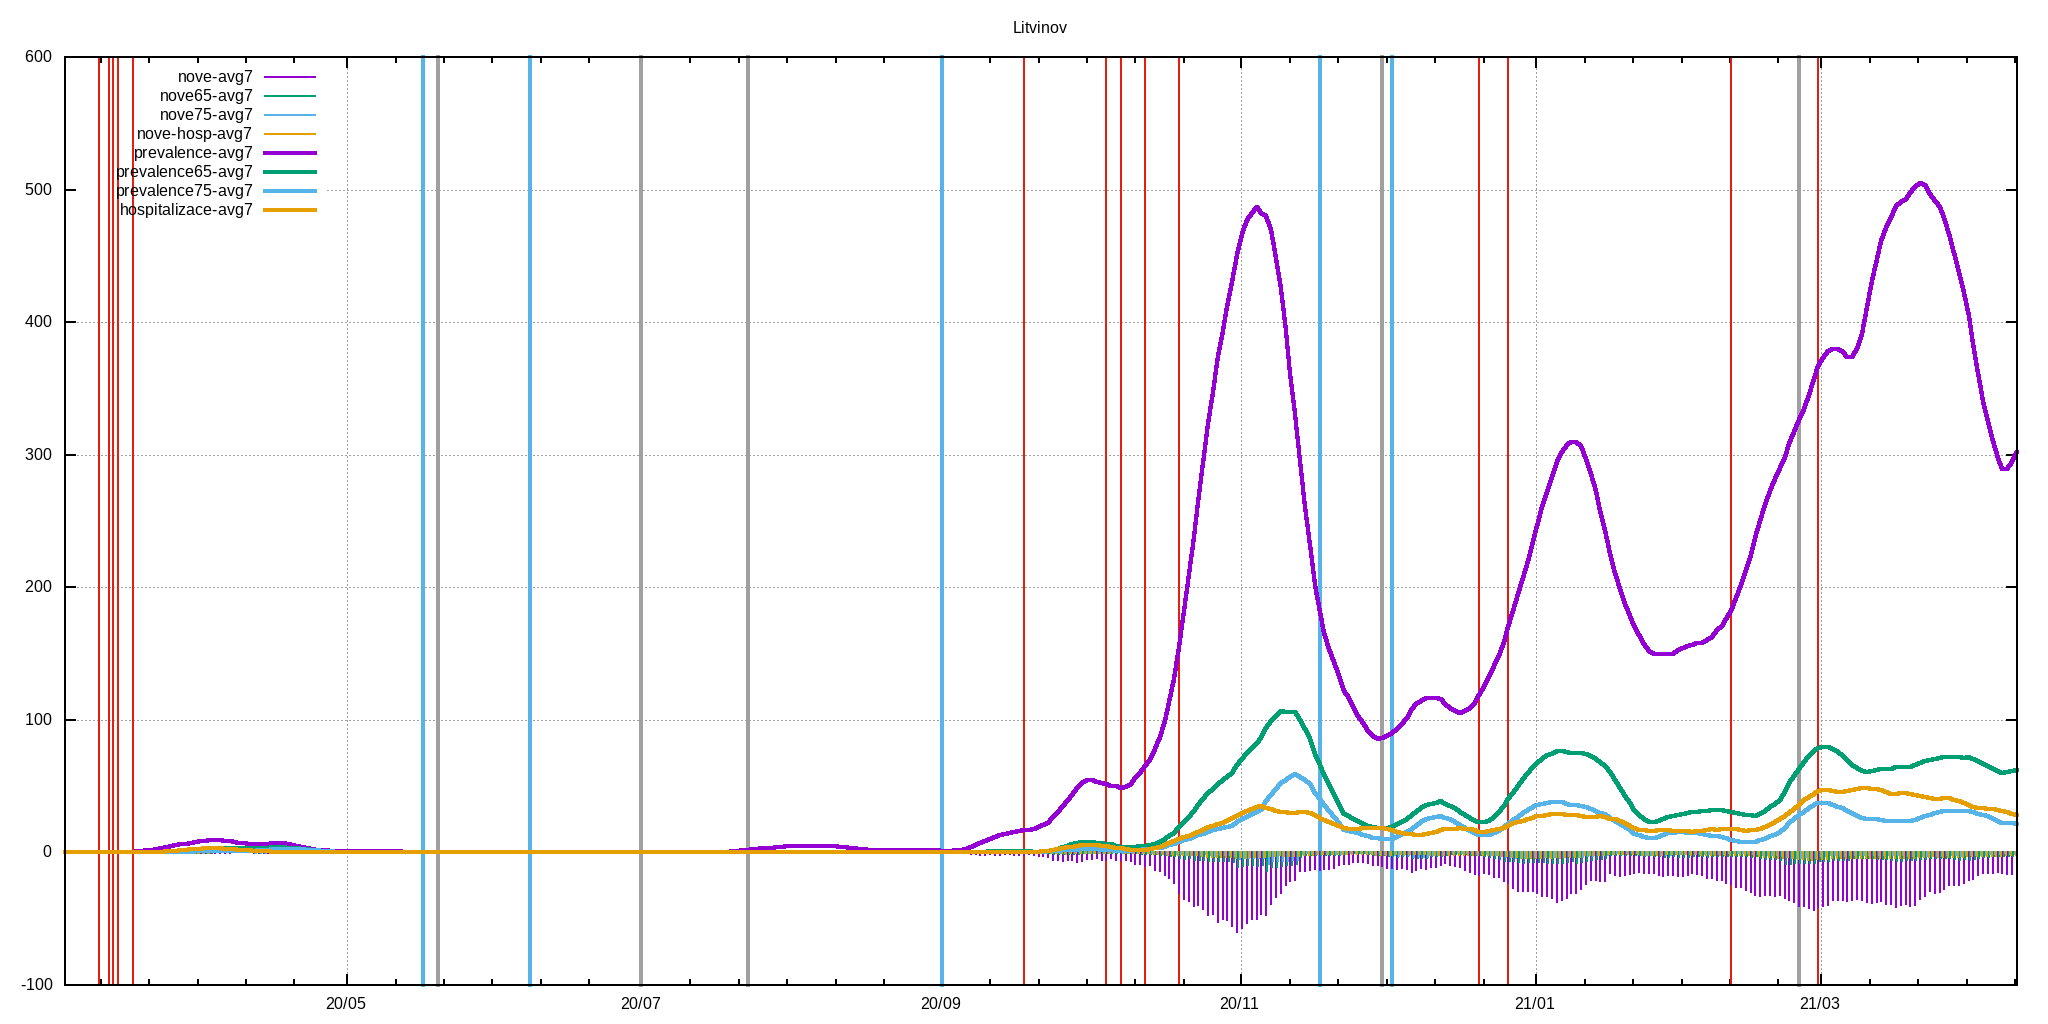 Litvinov
600
500
400
300
200
100
0
-100
nove-avg7
nove65-avg7
nove75-avg7
nove-hosp-avg7
prevalence-avg7
prevalence65-avg7
prevalence75-avg7
hospitalizace-avg7
20/05 20/07 20/09 20/11 21/01 21/03